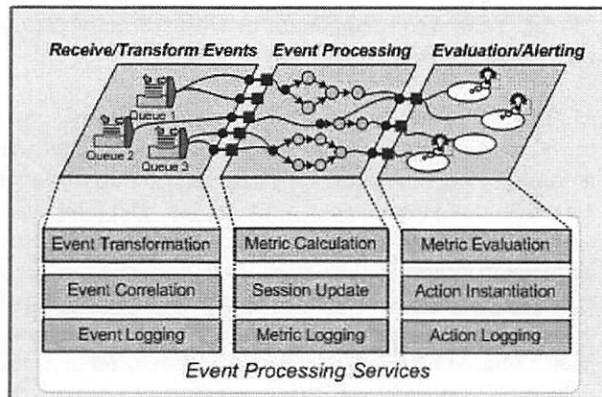 Receive/Transform Events Event Processing Evaluation/Alerting
Queue 1
Queue 2
Queue 3
Event Transformation Metric Calculation Metric Evaluation
Event Correlation Session Update Action Instantiation
Event Logging Metric Logging Action Logging
Event Processing Services